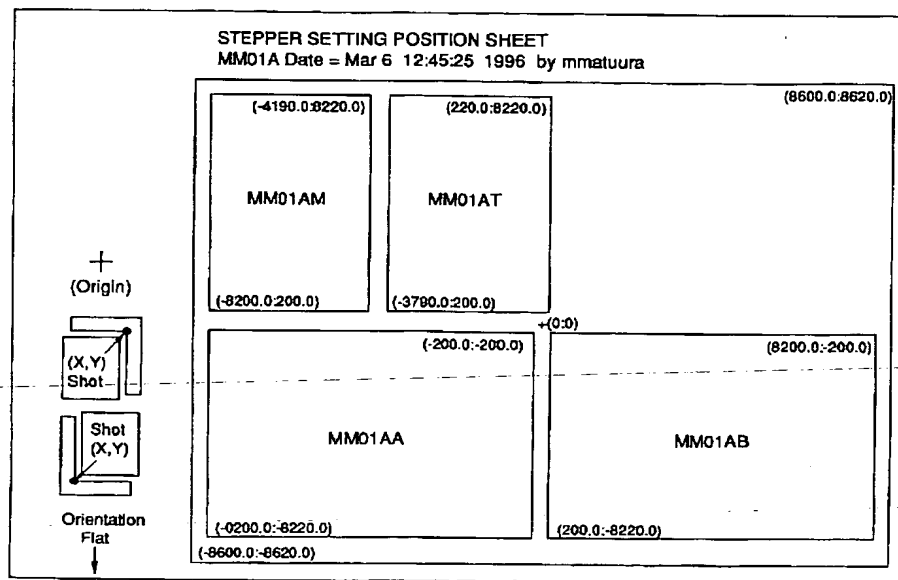 STEPPER SETTING POSITION SHEET
MM01A Date = Mar 6 12:45:25 1996 by mmatuura
(8600.0:8620.0)
(-4190.0:8220.0)
(220.0:8220.0)
MM01AM
MM01AT
(Origin)
(-8200.0:200.0)
(-3790.0:200.0)
+(0:0)
(-200.0:-200.0)
(8200.0:-200.0)
(X,Y)
Shot
Shot
(X,Y)
MM01AA
MM01AB
(-0200.0:-8220.0)
(200.0:-8220.0)
(-8600.0:-8620.0)
Orientation
Flat